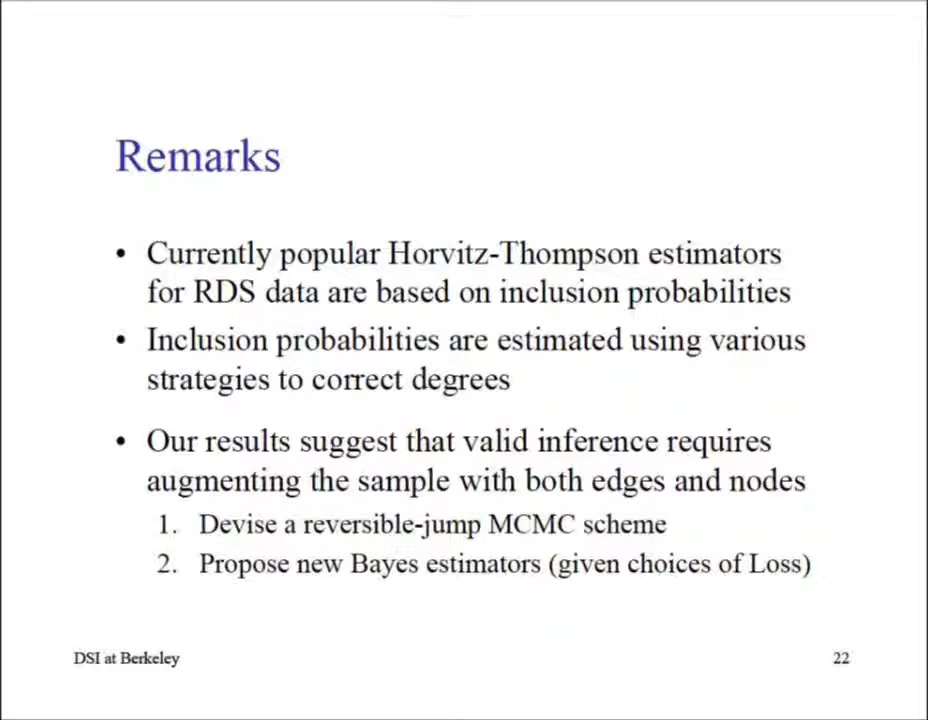 Remarks
• Currently popular Horvitz-Thompson estimators
for RDS data are based on inclusion probabilities
• Inclusion probabilities are estimated using various
strategies to correct degrees
• Our results suggest that valid inference requires
augmenting the sample with both edges and nodes
1. Devise a reversible-jump MCMC scheme
2. Propose new Bayes estimators (given choices of Loss)
DSI at Berkeley
22